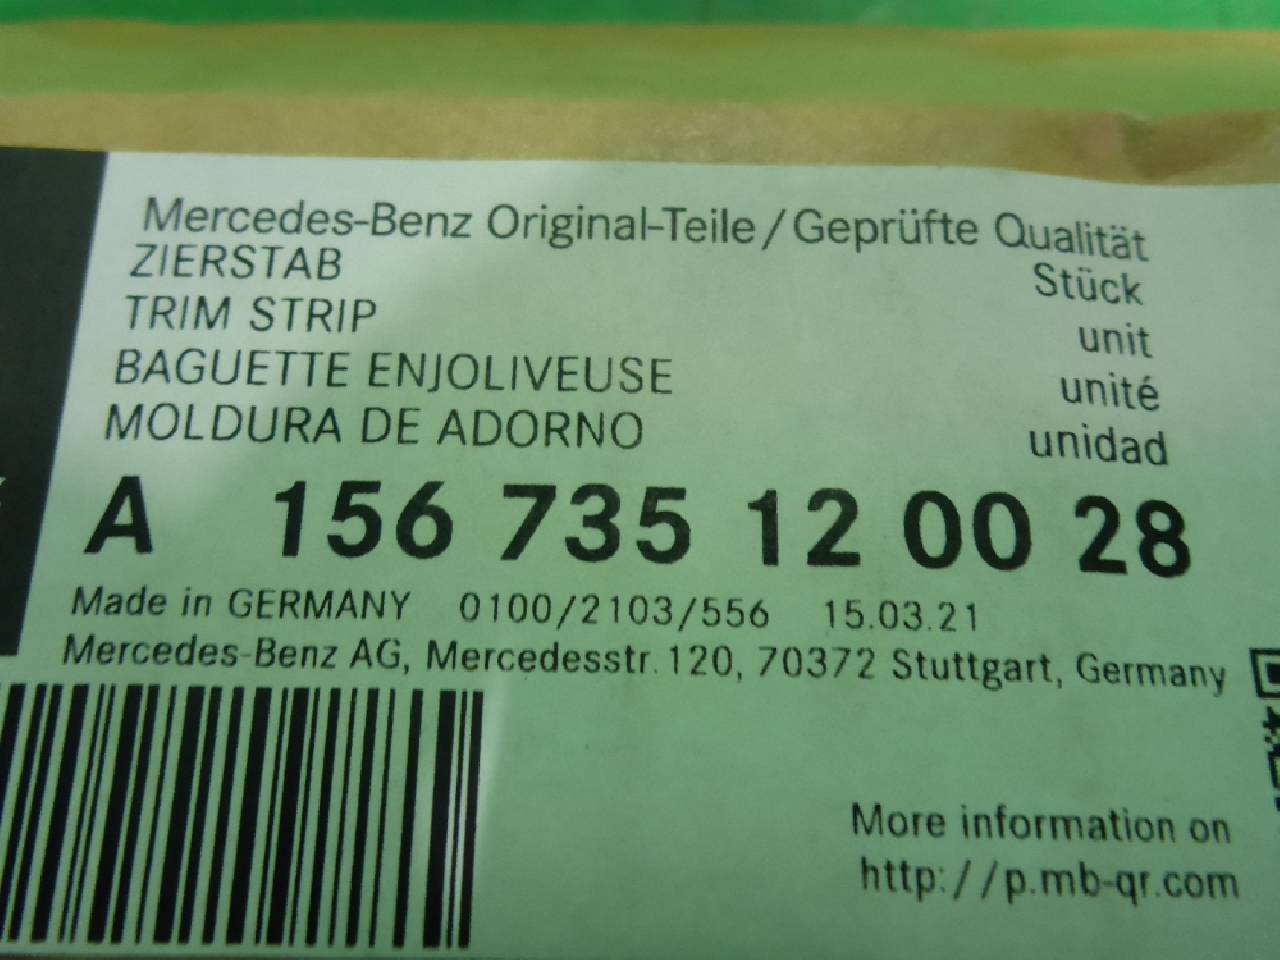 Mercedes-Benz Original-Teile/Geprüfte Qualität
ZIERSTAB Stück
TRIM STRIP unit
BAGUETTE ENJOLIVEUSE unité
MOLDURA DE ADORNO unidad
A 156 735 12 00 28
Made in GERMANY 0100/2103/556 15.03.21
Mercedes-Benz AG, Mercedesstr. 120, 70372 Stuttgart, Germany
More information on
http://p.mb-qr.com